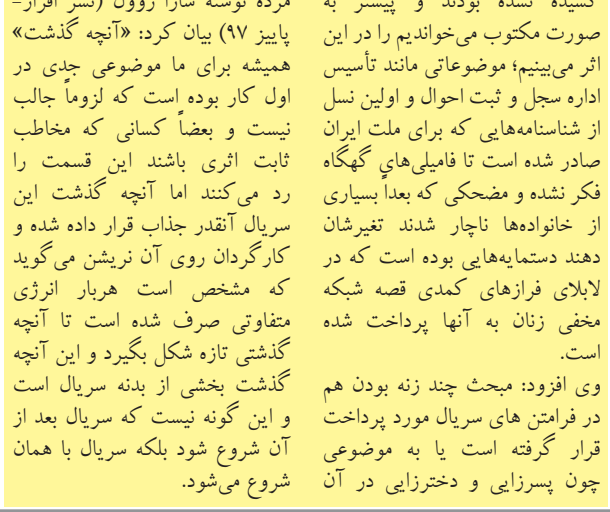 کشیده نشده بودند و پیشتر به
صورت مکتوب می‌خواندیم را در این
اثر می‌بینیم؛ موضوعاتی مانند تأسیس
اداره سجل و ثبت احوال و اولین نسل
از شناسنامه‌هایی که برای ملت ایران
صادر شده است تا فامیلی‌هایِ گهگاه
فکر نشده و مضحکی که بعداً بسیاری
از خانواده‌ها ناچار شدند تغیرشان
دهند دستمایه‌هایی بوده است که در
لابلای فرازهای کمدی قصه شبکه
مخفی زنان به آنها پرداخت شده
است.
وی افزود: مبحث چند زنه بودن هم
در فرامتن های سریال مورد پرداخت
قرار گرفته است یا به موضوعی
چون پسرزایی و دخترزایی در آن
مرده نوشته سارا روون (نشر افراز-
پاییز ۹۷) بیان کرد: «آنچه گذشت»
همیشه برای ما موضوعی جدی در
اول کار بوده است که لزوماً جالب
نیست و بعضاً کسانی که مخاطب
ثابت اثری باشند این قسمت را
رد می‌کنند اما آنچه گذشت این
سریال آنقدر جذاب قرار داده شده و
کارگردان روی آن نریشن می‌گوید
که مشخص است هربار انرژی
متفاوتی صرف شده است تا آنچه
گذشتی تازه شکل بگیرد و این آنچه
گذشت بخشی از بدنه سریال است
و این گونه نیست که سریال بعد از
آن شروع شود بلکه سریال با همان
شروع می‌شود.